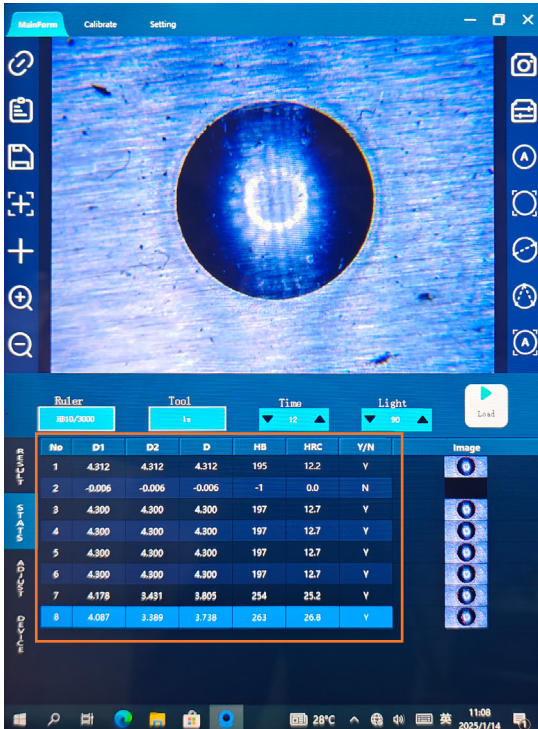 MainForm Calibrate Setting
Ruler Tool Time Light
HB10/3000 1s 12 90 Load
No D1 D2 D HB HRC Y/N Image
1 4.312 4.312 4.312 195 12.2 Y
2 -0.006 -0.006 -0.006 -1 0.0 N
3 4.300 4.300 4.300 197 12.7 Y
4 4.300 4.300 4.300 197 12.7 Y
5 4.300 4.300 4.300 197 12.7 Y
6 4.300 4.300 4.300 197 12.7 Y
7 4.178 3.431 3.805 254 25.2 Y
8 4.087 3.389 3.738 263 26.8 Y
RESULT
STATS
ADJUST
DEVICE
28°C 英 11:08
2025/1/14